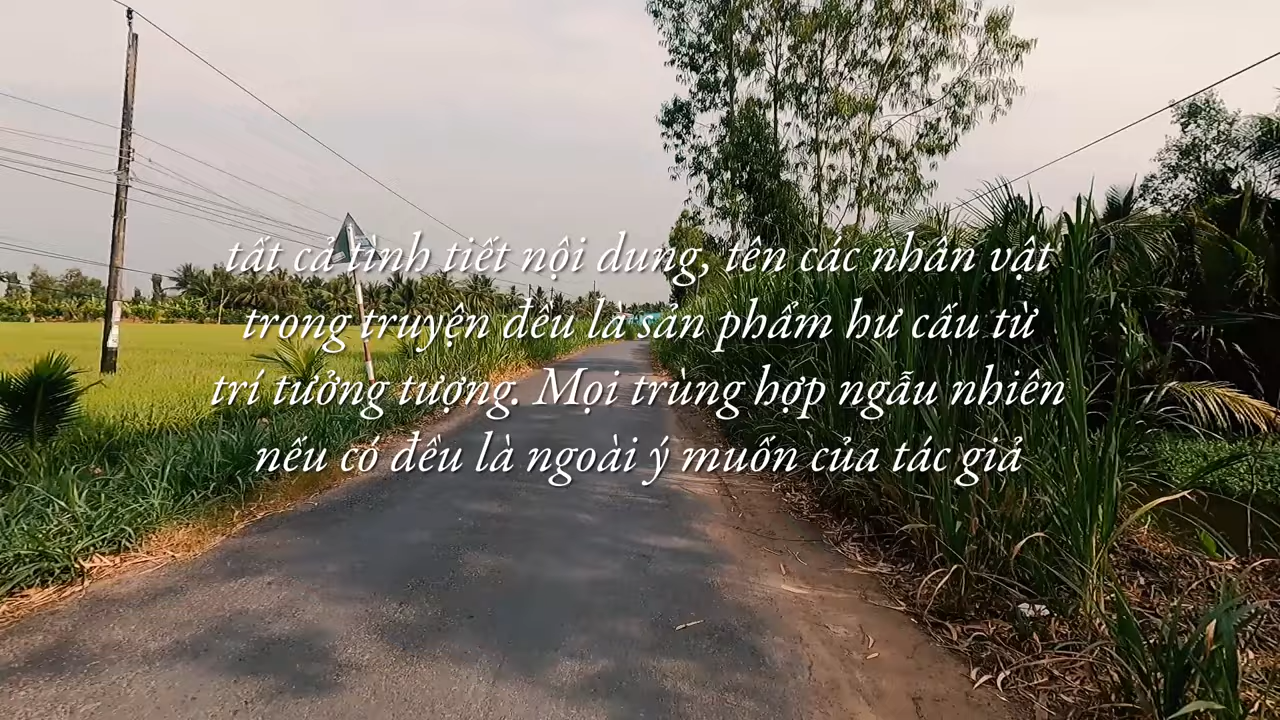 tất cả tình tiết nội dung, tên các nhân vật
trong truyện đều là sản phẩm hư cấu từ
trí tưởng tượng. Mọi trùng hợp ngẫu nhiên
nếu có đều là ngoài ý muốn của tác giả